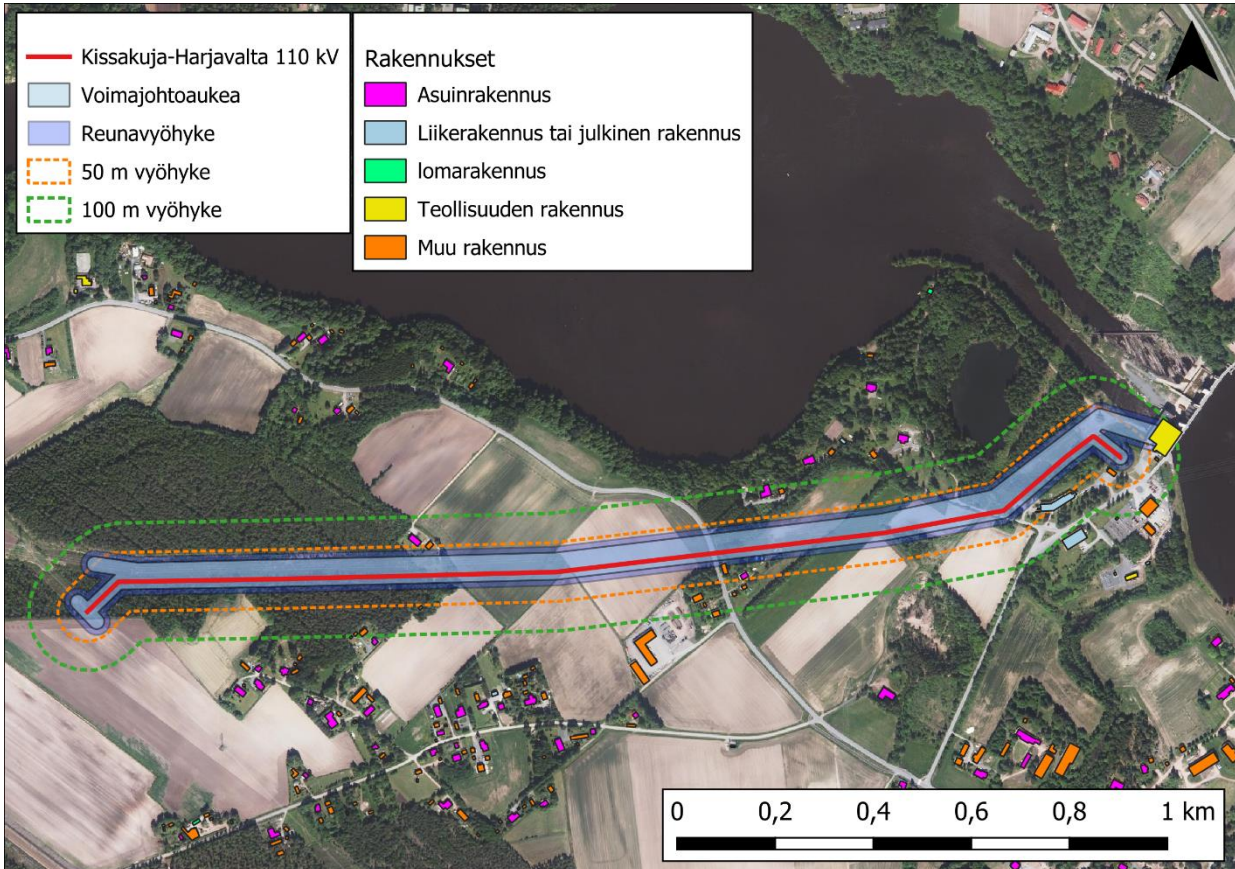 Kissakuja-Harjavalta 110 kV
Voimajohtoaukea
Reunavyöhyke
50 m vyöhyke
100 m vyöhyke
Rakennukset
Asuinrakennus
Liikerakennus tai julkinen rakennus
lomarakennus
Teollisuuden rakennus
Muu rakennus
0 0,2 0,4 0,6 0,8 1 km